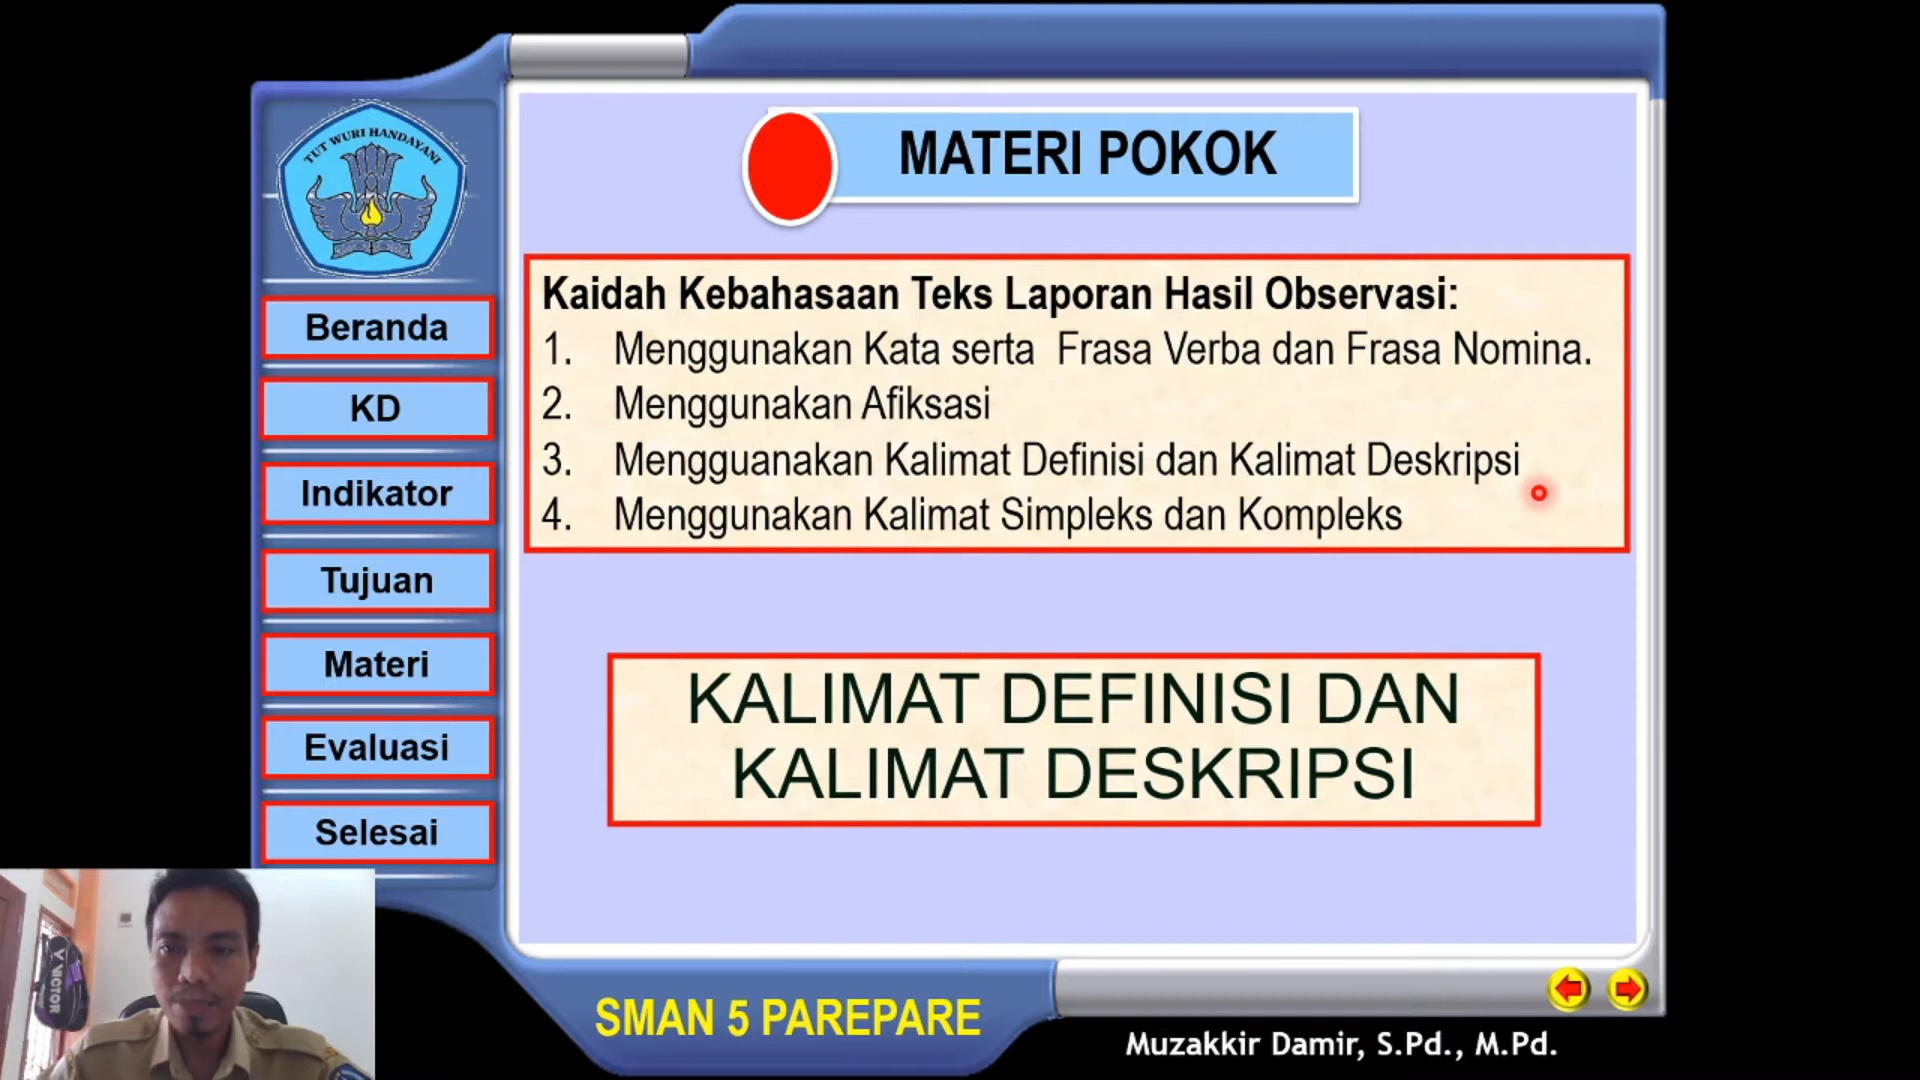 TUT WURI HANDAYANI
Beranda
KD
Indikator
Tujuan
Materi
Evaluasi
Selesai
MATERI POKOK
Kaidah Kebahasaan Teks Laporan Hasil Observasi:
1. Menggunakan Kata serta Frasa Verba dan Frasa Nomina.
2. Menggunakan Afiksasi
3. Mengguanakan Kalimat Definisi dan Kalimat Deskripsi
4. Menggunakan Kalimat Simpleks dan Kompleks
KALIMAT DEFINISI DAN
KALIMAT DESKRIPSI
VICTOR
SMAN 5 PAREPARE
Muzakkir Damir, S.Pd., M.Pd.